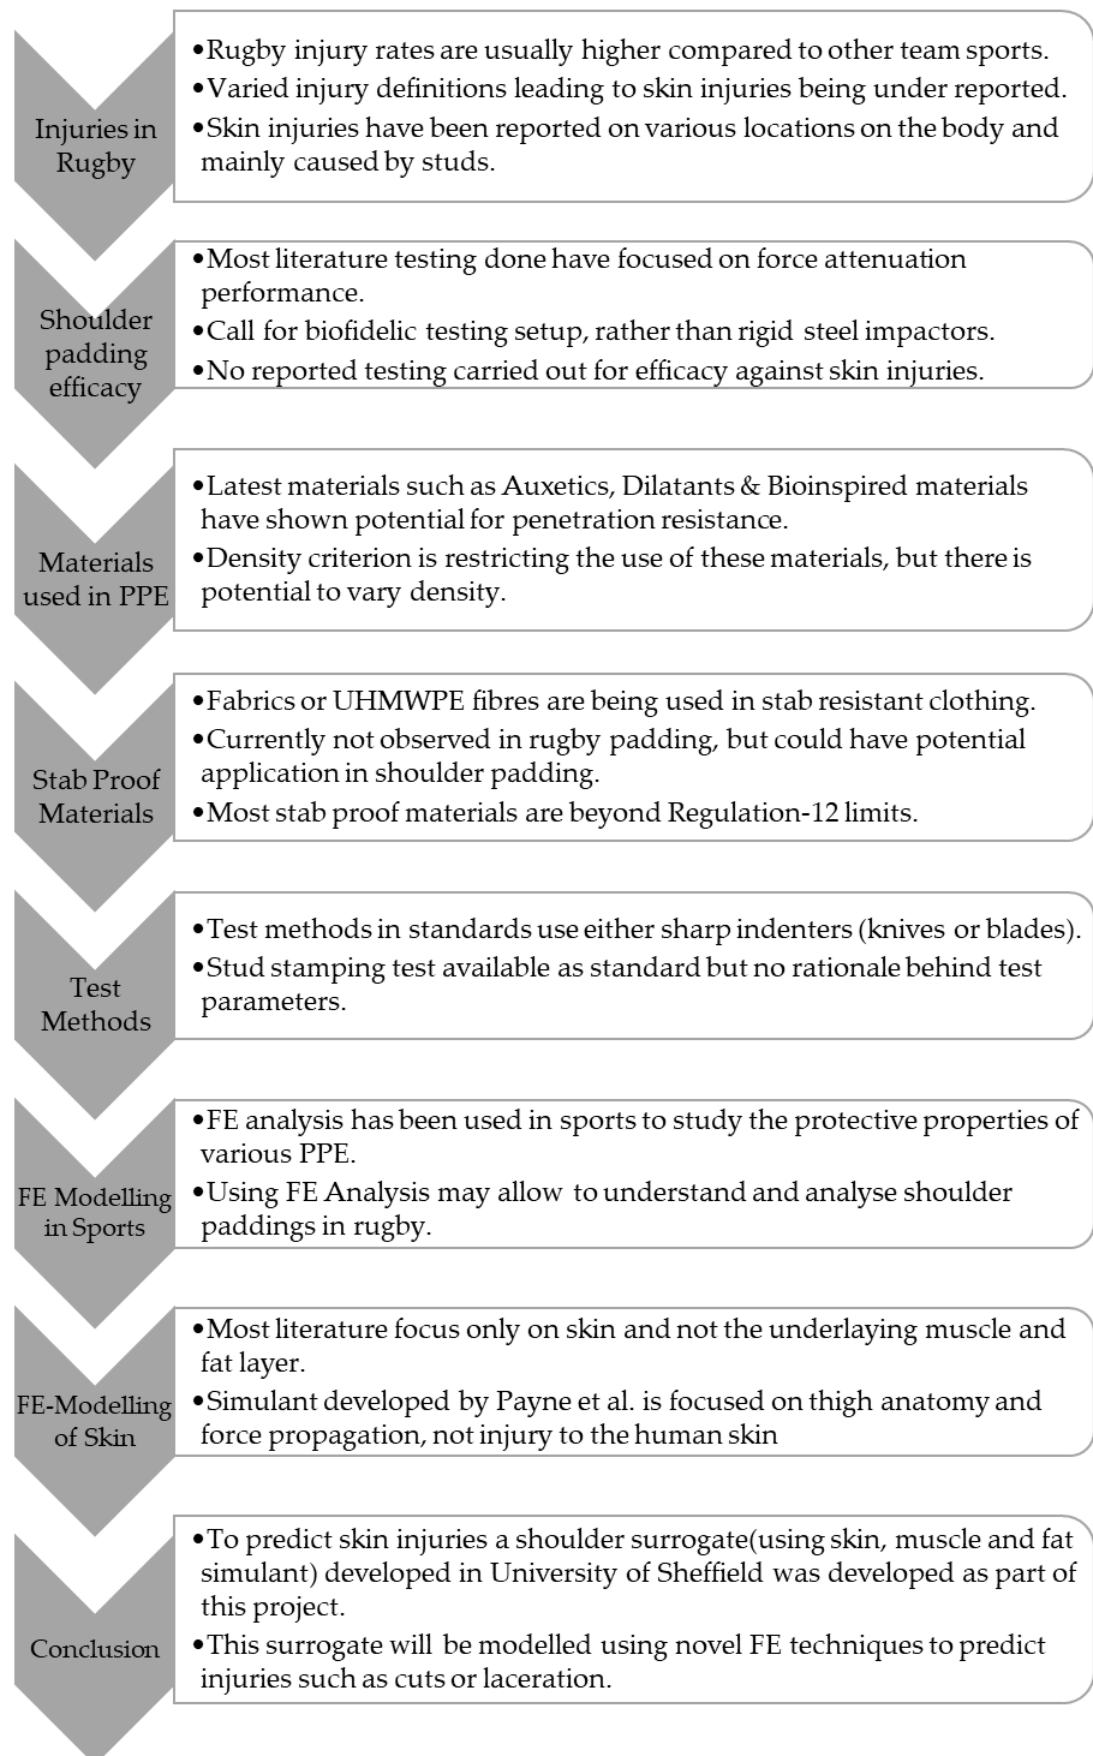 Injuries in
Rugby
•Rugby injury rates are usually higher compared to other team sports.
•Varied injury definitions leading to skin injuries being under reported.
•Skin injuries have been reported on various locations on the body and
mainly caused by studs.
Shoulder
padding
efficacy
•Most literature testing done have focused on force attenuation
performance.
•Call for biofidelic testing setup, rather than rigid steel impactors.
•No reported testing carried out for efficacy against skin injuries.
Materials
used in PPE
•Latest materials such as Auxetics, Dilatants & Bioinspired materials
have shown potential for penetration resistance.
•Density criterion is restricting the use of these materials, but there is
potential to vary density.
Stab Proof
Materials
•Fabrics or UHMWPE fibres are being used in stab resistant clothing.
•Currently not observed in rugby padding, but could have potential
application in shoulder padding.
•Most stab proof materials are beyond Regulation-12 limits.
Test
Methods
•Test methods in standards use either sharp indenters (knives or blades).
•Stud stamping test available as standard but no rationale behind test
parameters.
FE Modelling
in Sports
•FE analysis has been used in sports to study the protective properties of
various PPE.
•Using FE Analysis may allow to understand and analyse shoulder
paddings in rugby.
FE-Modelling
of Skin
•Most literature focus only on skin and not the underlaying muscle and
fat layer.
•Simulant developed by Payne et al. is focused on thigh anatomy and
force propagation, not injury to the human skin
Conclusion
•To predict skin injuries a shoulder surrogate(using skin, muscle and fat
simulant) developed in University of Sheffield was developed as part of
this project.
•This surrogate will be modelled using novel FE techniques to predict
injuries such as cuts or laceration.